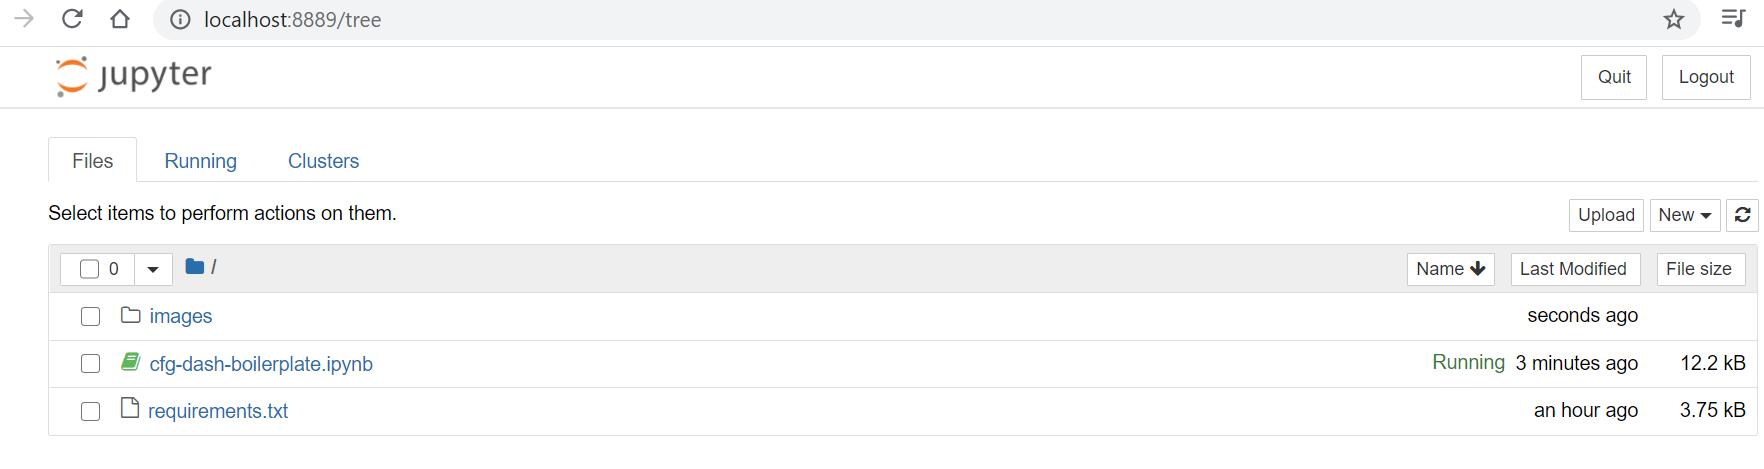 localhost:8889/tree
jupyter
Quit Logout
Files Running Clusters
Select items to perform actions on them.
Upload New
0 / Name Last Modified File size
images seconds ago
cfg-dash-boilerplate.ipynb Running 3 minutes ago 12.2 kB
requirements.txt an hour ago 3.75 kB